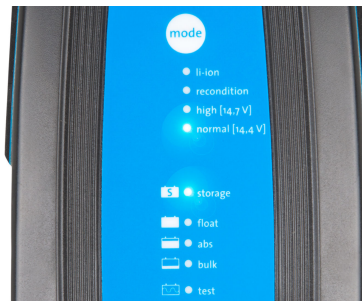 mode
li-ion
recondition
high [14.7 V]
normal [14.4 V]
S storage
float
abs
bulk
test